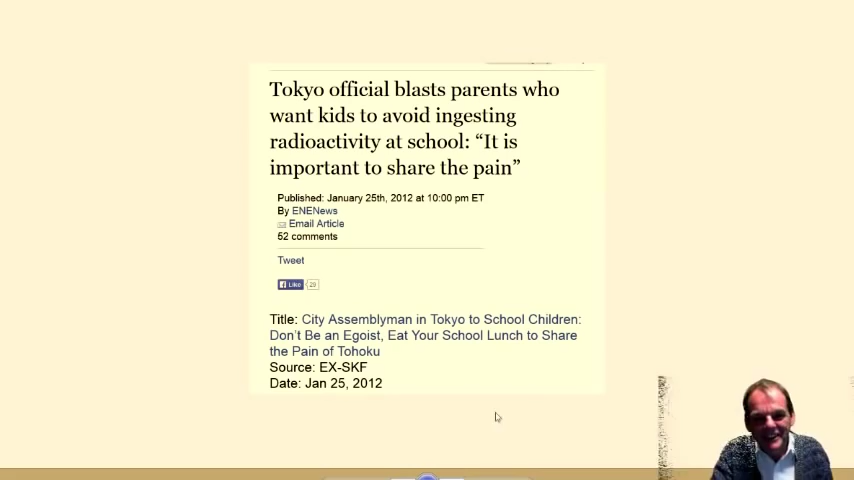 Tokyo official blasts parents who
want kids to avoid ingesting
radioactivity at school: “It is
important to share the pain”
Published: January 25th, 2012 at 10:00 pm ET
By ENENews
Email Article
52 comments
Tweet
Like 29
Title: City Assemblyman in Tokyo to School Children:
Don't Be an Egoist, Eat Your School Lunch to Share
the Pain of Tohoku
Source: EX-SKF
Date: Jan 25, 2012